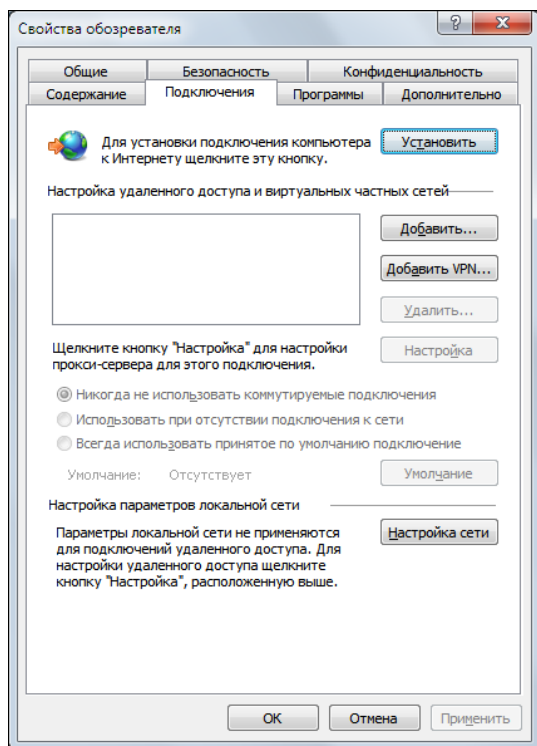 Свойства обозревателя
Общие Безопасность Конфиденциальность
Содержание Подключения Программы Дополнительно
Для установки подключения компьютера
к Интернету щелкните эту кнопку.
Установить
Настройка удаленного доступа и виртуальных частных сетей
Добавить...
Добавить VPN...
Удалить...
Щелкните кнопку "Настройка" для настройки
прокси-сервера для этого подключения.
Настройка
Никогда не использовать коммутируемые подключения
Использовать при отсутствии подключения к сети
Всегда использовать принятое по умолчанию подключение
Умолчание: Отсутствует Умолчание
Настройка параметров локальной сети
Параметры локальной сети не применяются
для подключений удаленного доступа. Для
настройки удаленного доступа щелкните
кнопку "Настройка", расположенную выше.
Настройка сети
ОК Отмена Применить